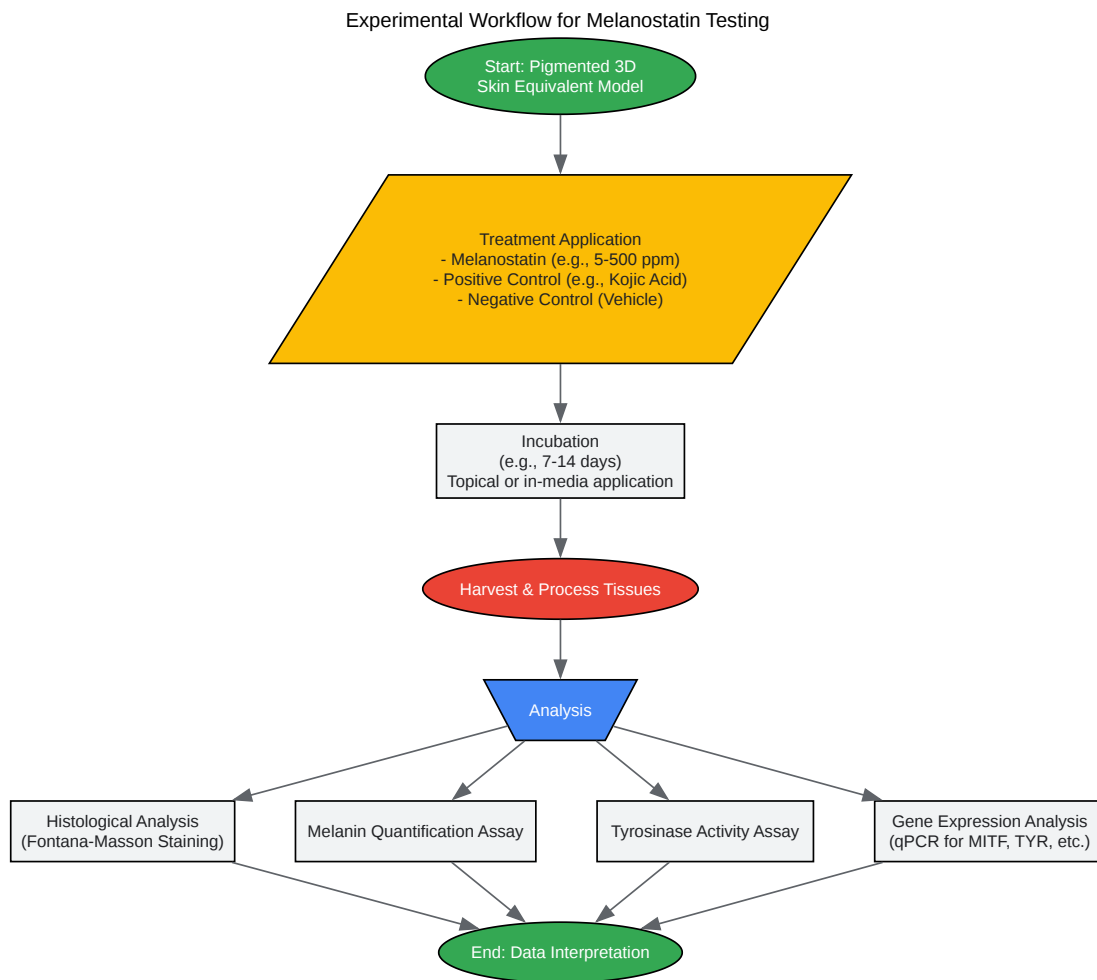 Experimental Workflow for Melanostatin Testing
Start: Pigmented 3D
Skin Equivalent Model
Treatment Application
- Melanostatin (e.g., 5-500 ppm)
- Positive Control (e.g., Kojic Acid)
- Negative Control (Vehicle)
Incubation
(e.g., 7-14 days)
Topical or in-media application
Harvest & Process Tissues
Analysis
Histological Analysis
(Fontana-Masson Staining)
Melanin Quantification Assay
Tyrosinase Activity Assay
Gene Expression Analysis
(qPCR for MITF, TYR, etc.)
End: Data Interpretation